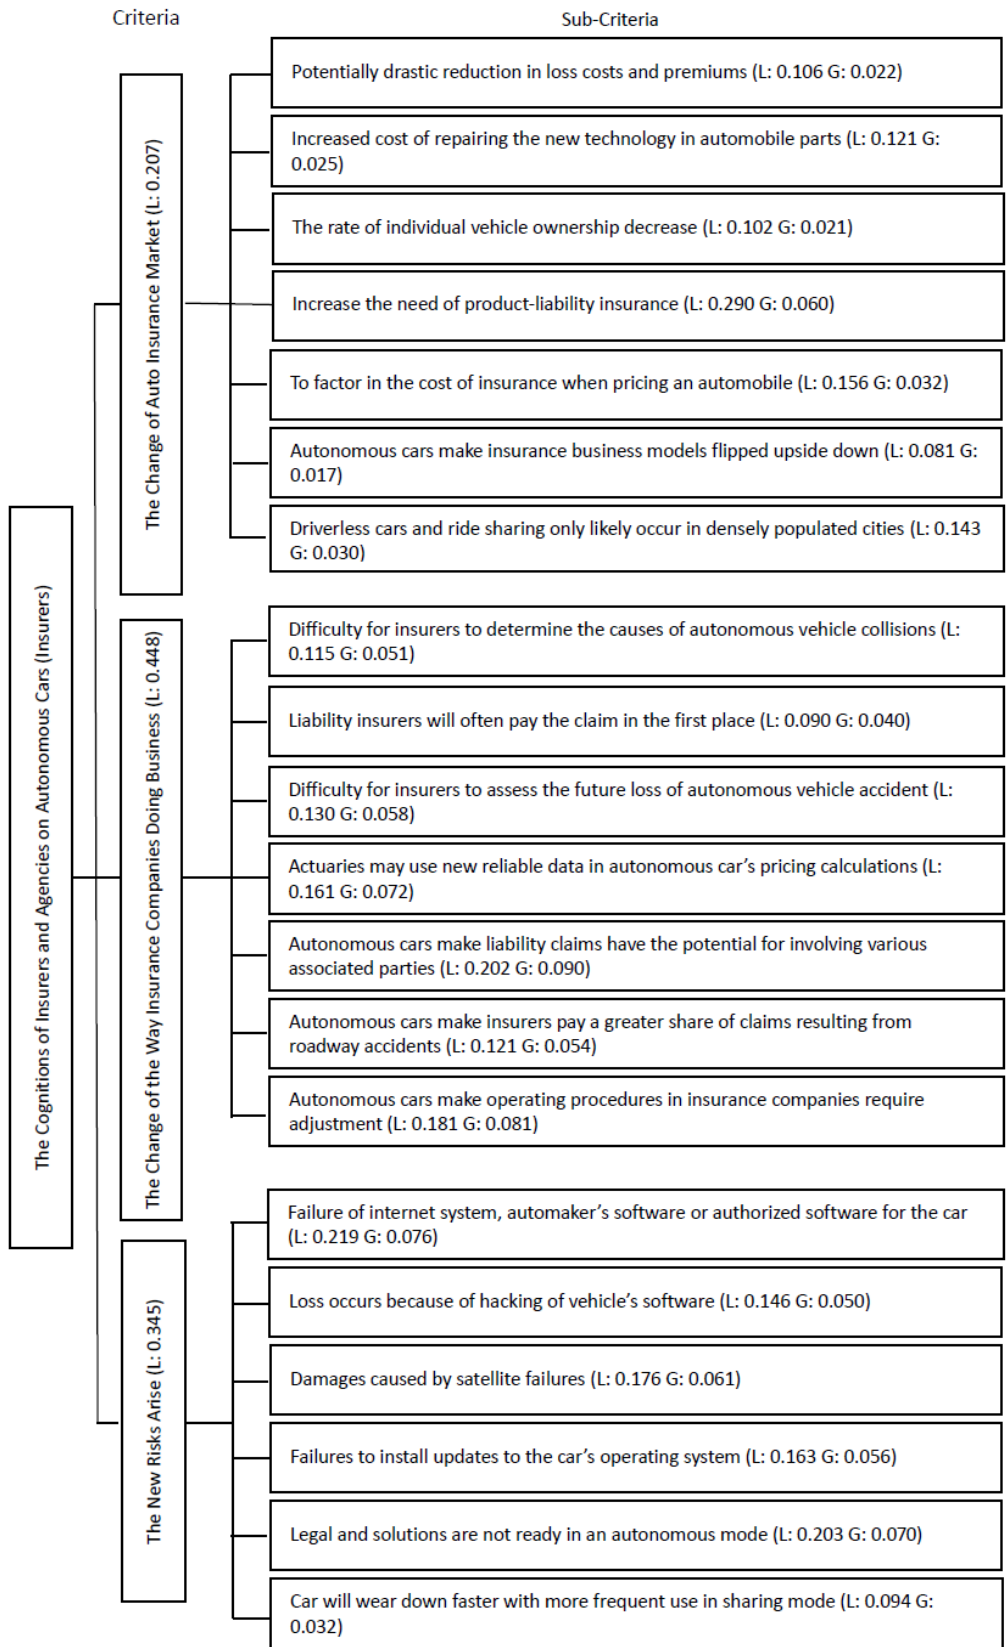 Criteria
Sub-Criteria
The Cognitions of Insurers and Agencies on Autonomous Cars (Insurers)
The Change of Auto Insurance Market (L: 0.207)
Potentially drastic reduction in loss costs and premiums (L: 0.106 G: 0.022)
Increased cost of repairing the new technology in automobile parts (L: 0.121 G:
0.025)
The rate of individual vehicle ownership decrease (L: 0.102 G: 0.021)
Increase the need of product-liability insurance (L: 0.290 G: 0.060)
To factor in the cost of insurance when pricing an automobile (L: 0.156 G: 0.032)
Autonomous cars make insurance business models flipped upside down (L: 0.081 G:
0.017)
Driverless cars and ride sharing only likely occur in densely populated cities (L: 0.143
G: 0.030)
The Change of the Way Insurance Companies Doing Business (L: 0.448)
Difficulty for insurers to determine the causes of autonomous vehicle collisions (L:
0.115 G: 0.051)
Liability insurers will often pay the claim in the first place (L: 0.090 G: 0.040)
Difficulty for insurers to assess the future loss of autonomous vehicle accident (L:
0.130 G: 0.058)
Actuaries may use new reliable data in autonomous car’s pricing calculations (L:
0.161 G: 0.072)
Autonomous cars make liability claims have the potential for involving various
associated parties (L: 0.202 G: 0.090)
Autonomous cars make insurers pay a greater share of claims resulting from
roadway accidents (L: 0.121 G: 0.054)
Autonomous cars make operating procedures in insurance companies require
adjustment (L: 0.181 G: 0.081)
The New Risks Arise (L: 0.345)
Failure of internet system, automaker’s software or authorized software for the car
(L: 0.219 G: 0.076)
Loss occurs because of hacking of vehicle’s software (L: 0.146 G: 0.050)
Damages caused by satellite failures (L: 0.176 G: 0.061)
Failures to install updates to the car’s operating system (L: 0.163 G: 0.056)
Legal and solutions are not ready in an autonomous mode (L: 0.203 G: 0.070)
Car will wear down faster with more frequent use in sharing mode (L: 0.094 G:
0.032)